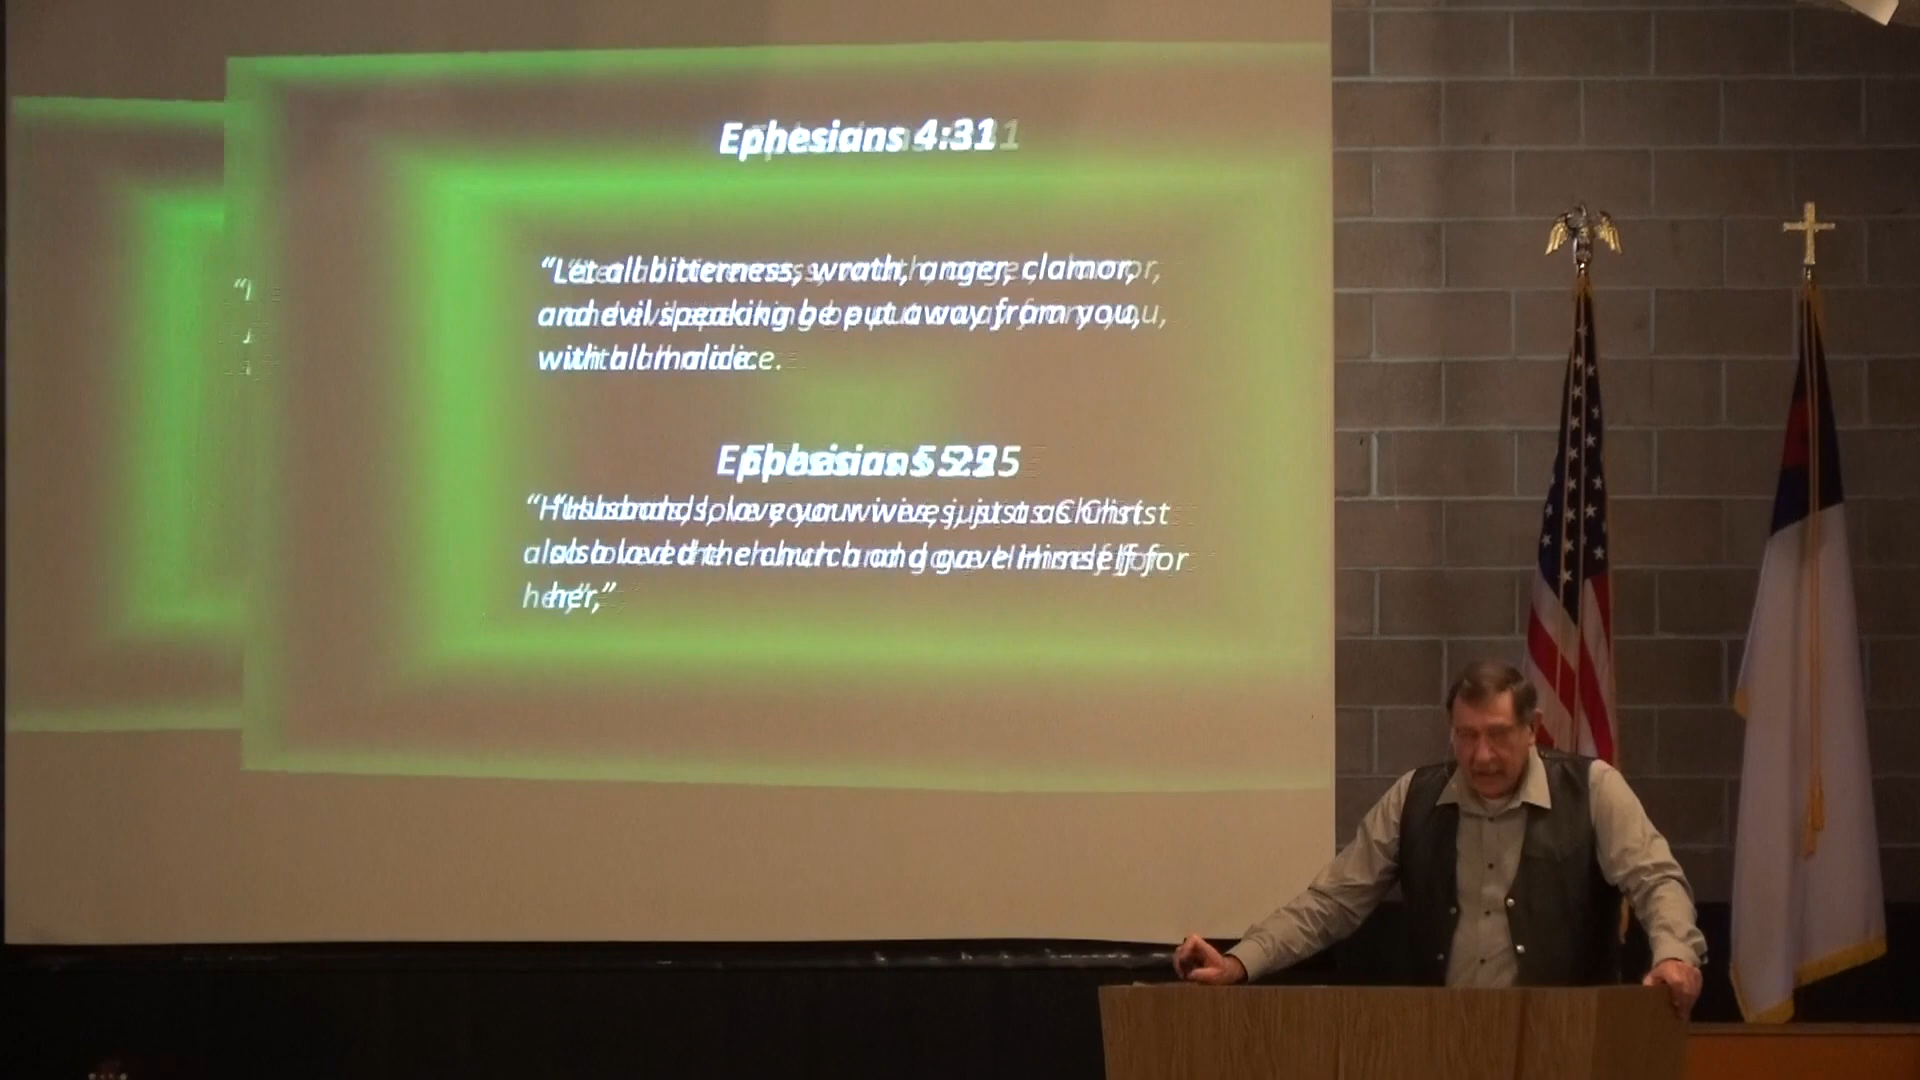 Ephesians 4:31
“Let all bitterness, wrath, anger, clamor,
and evil speaking be put away from you,
with all malice.
Ephesians 5:25
“Husbands, love your wives, just as Christ
also loved the church and gave Himself for
her,”